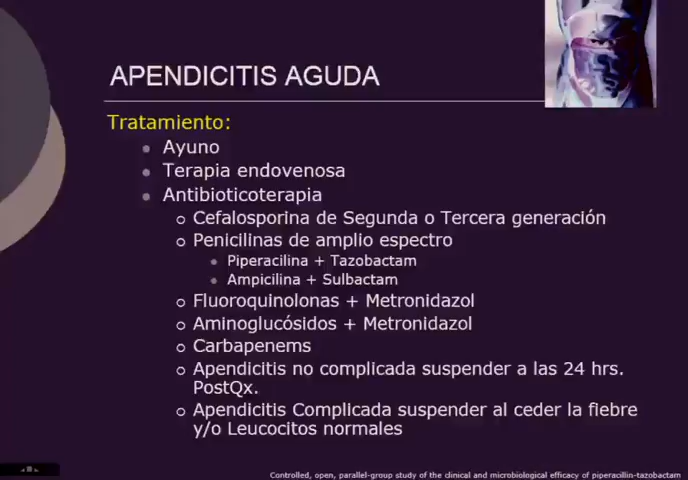 APENDICITIS AGUDA
Tratamiento:
Ayuno
Terapia endovenosa
Antibioticoterapia
Cefalosporina de Segunda o Tercera generación
Penicilinas de amplio espectro
Piperacilina + Tazobactam
Ampicilina + Sulbactam
Fluoroquinolonas + Metronidazol
Aminoglucósidos + Metronidazol
Carbapenems
Apendicitis no complicada suspender a las 24 hrs.
PostQx.
Apendicitis Complicada suspender al ceder la fiebre
y/o Leucocitos normales
Controlled, open, parallel-group study of the clinical and microbiological efficacy of piperacillin-tazobactam